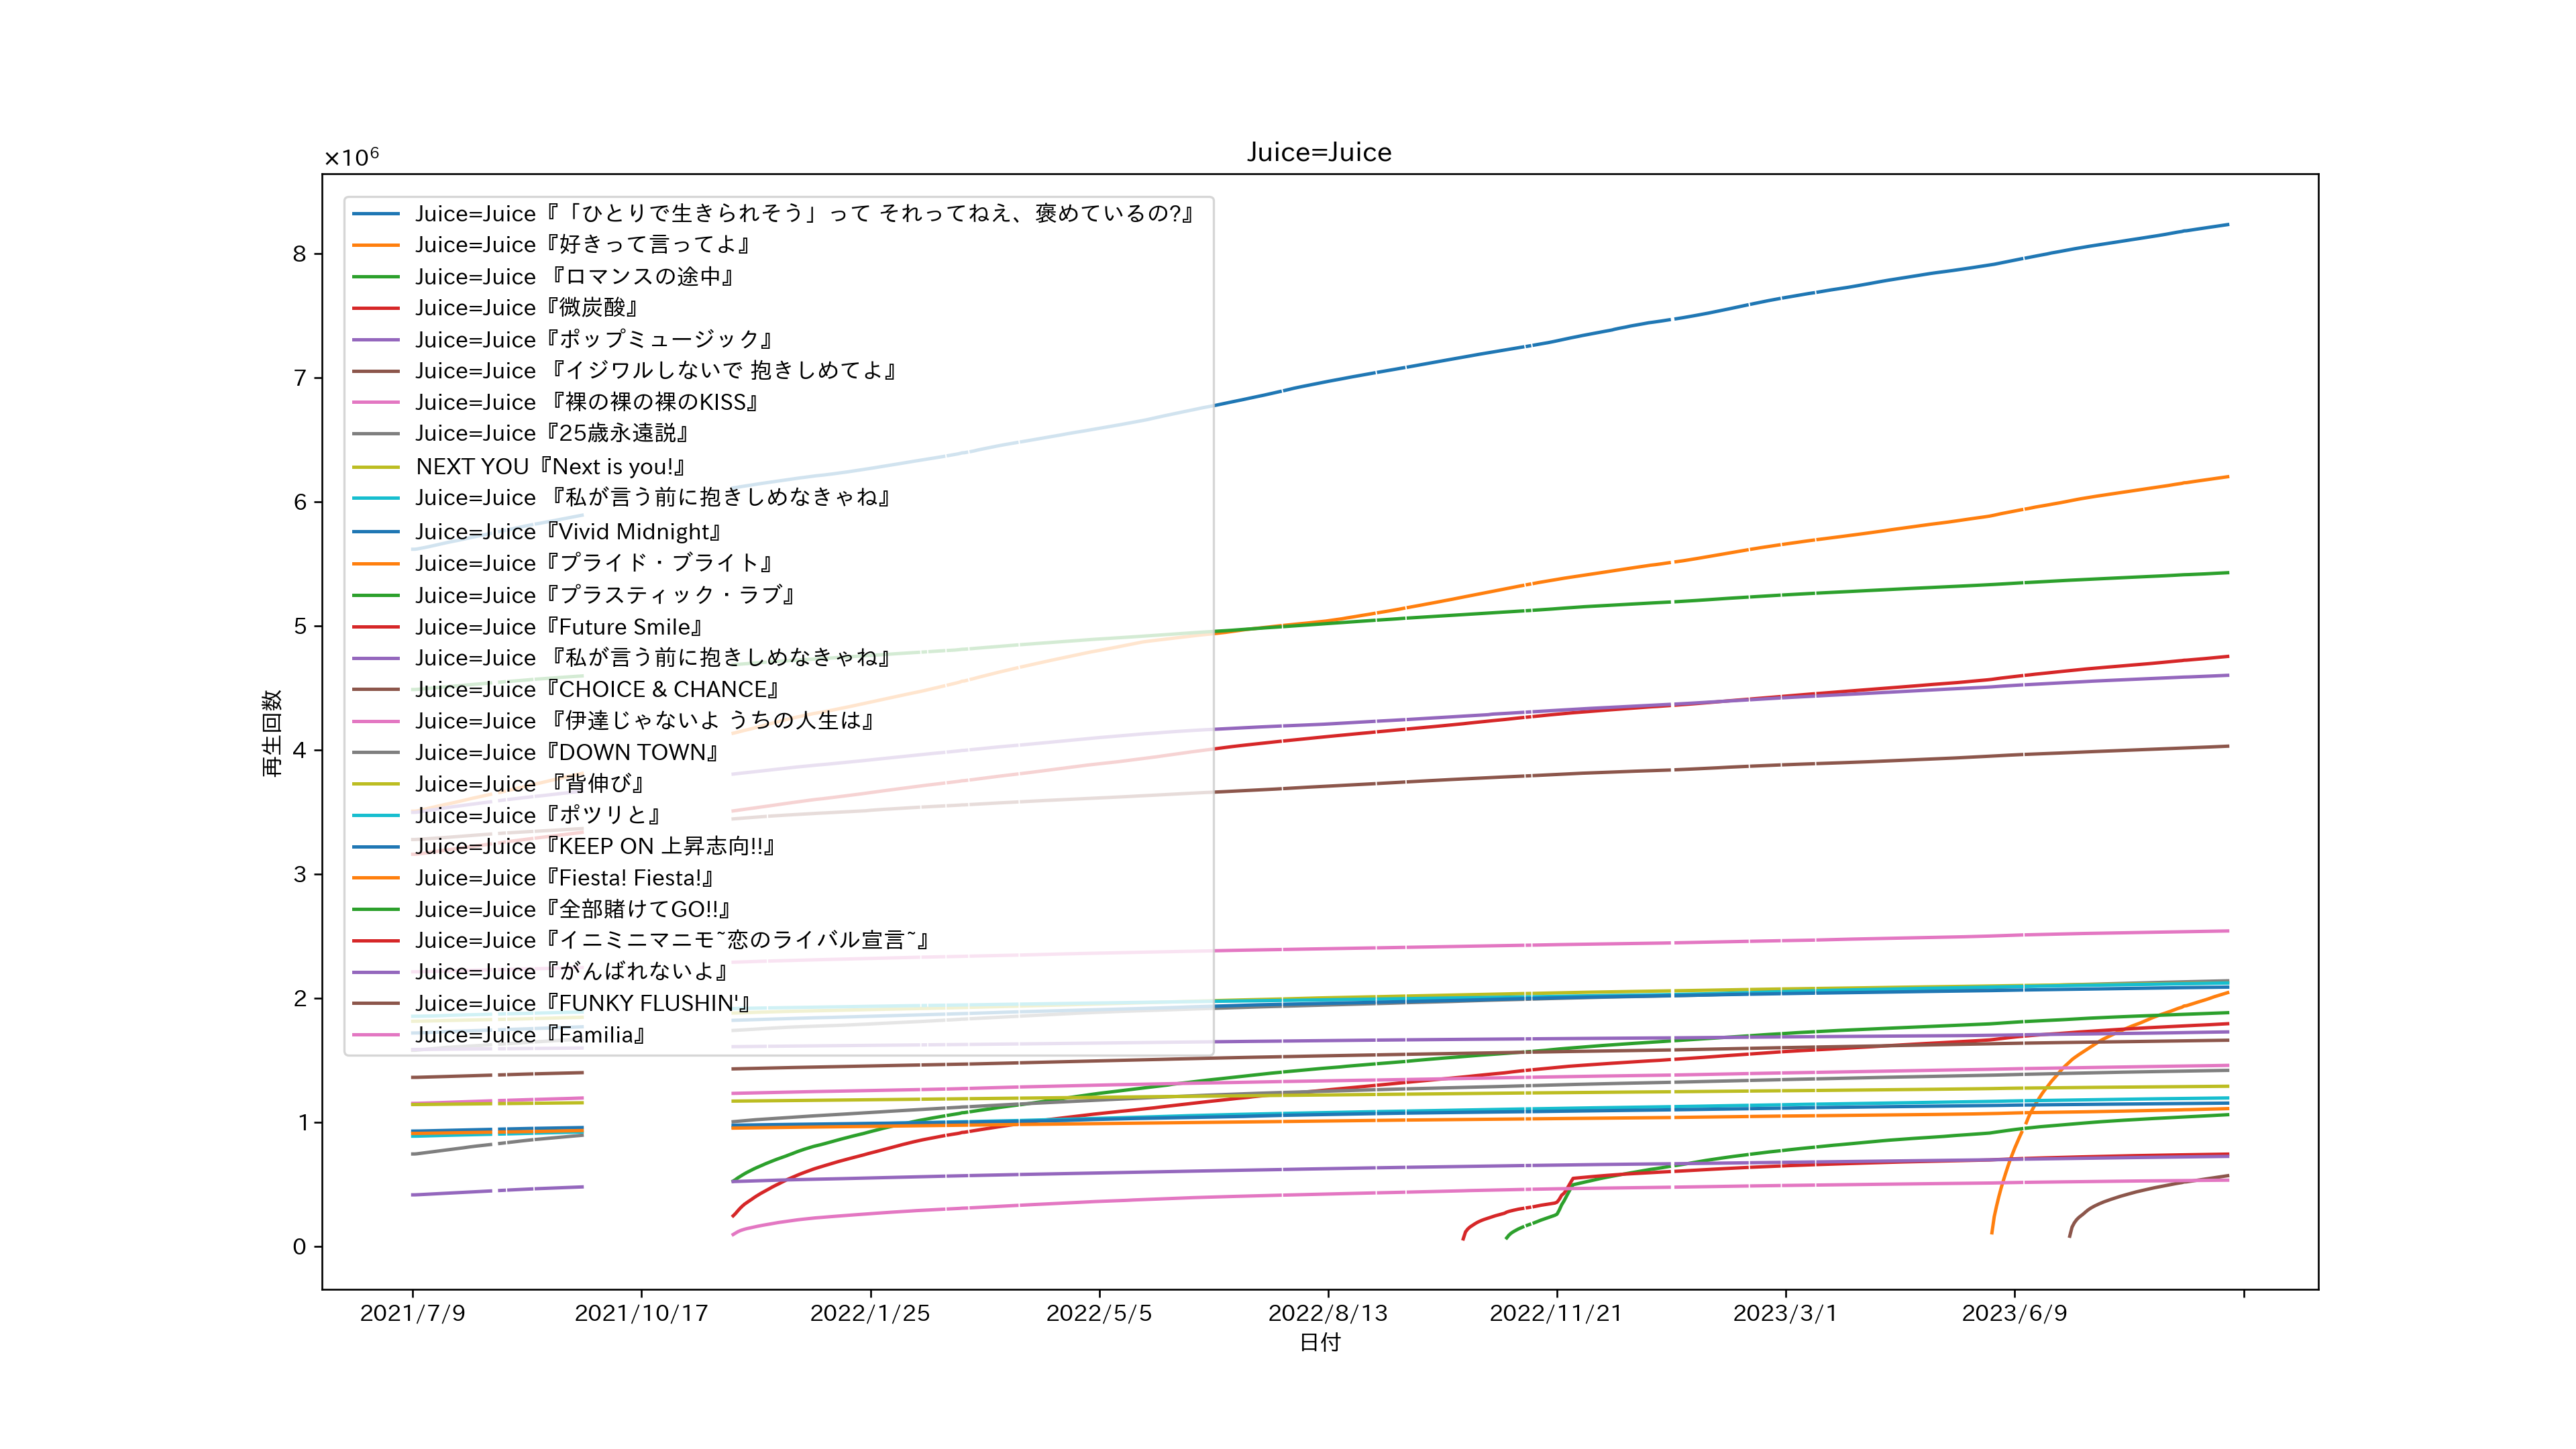 Juice=Juice
×10⁶
Juice=Juice『「ひとりで生きられそう」って それってねえ、褒めているの?』
Juice=Juice『好きって言ってよ』
Juice=Juice 『ロマンスの途中』
Juice=Juice『微炭酸』
Juice=Juice『ポップミュージック』
Juice=Juice 『イジワルしないで 抱きしめてよ』
Juice=Juice 『裸の裸の裸のKISS』
Juice=Juice『25歳永遠説』
NEXT YOU『Next is you!』
Juice=Juice 『私が言う前に抱きしめなきゃね』
Juice=Juice『Vivid Midnight』
Juice=Juice『プライド・ブライト』
Juice=Juice『プラスティック・ラブ』
Juice=Juice『Future Smile』
Juice=Juice 『私が言う前に抱きしめなきゃね』
Juice=Juice『CHOICE & CHANCE』
Juice=Juice 『伊達じゃないよ うちの人生は』
Juice=Juice『DOWN TOWN』
Juice=Juice 『背伸び』
Juice=Juice『ポツリと』
Juice=Juice『KEEP ON 上昇志向!!』
Juice=Juice『Fiesta! Fiesta!』
Juice=Juice『全部賭けてGO!!』
Juice=Juice『イニミニマニモ~恋のライバル宣言~』
Juice=Juice『がんばれないよ』
Juice=Juice『FUNKY FLUSHIN'』
Juice=Juice『Familia』
8
7
6
5
4
3
2
1
0
再生回数
2021/7/9 2021/10/17 2022/1/25 2022/5/5 2022/8/13 2022/11/21 2023/3/1 2023/6/9
日付